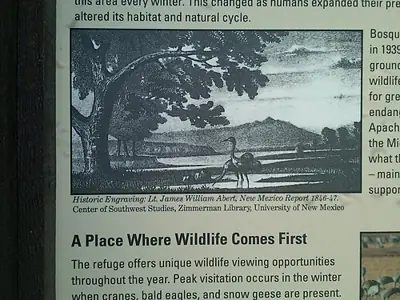 this area every winter. This changed as humans expanded their pre
altered its habitat and natural cycle.
Historic Engraving: Lt. James William Abert, New Mexico Report 1846-47.
Center of Southwest Studies, Zimmerman Library, University of New Mexico
A Place Where Wildlife Comes First
The refuge offers unique wildlife viewing opportunities
throughout the year. Peak visitation occurs in the winter
when cranes, bald eagles, and snow geese are present.
Bosqu
in 1939
ground
wildlife
for gre
endang
Apach
the Mi
what t
– main
suppor